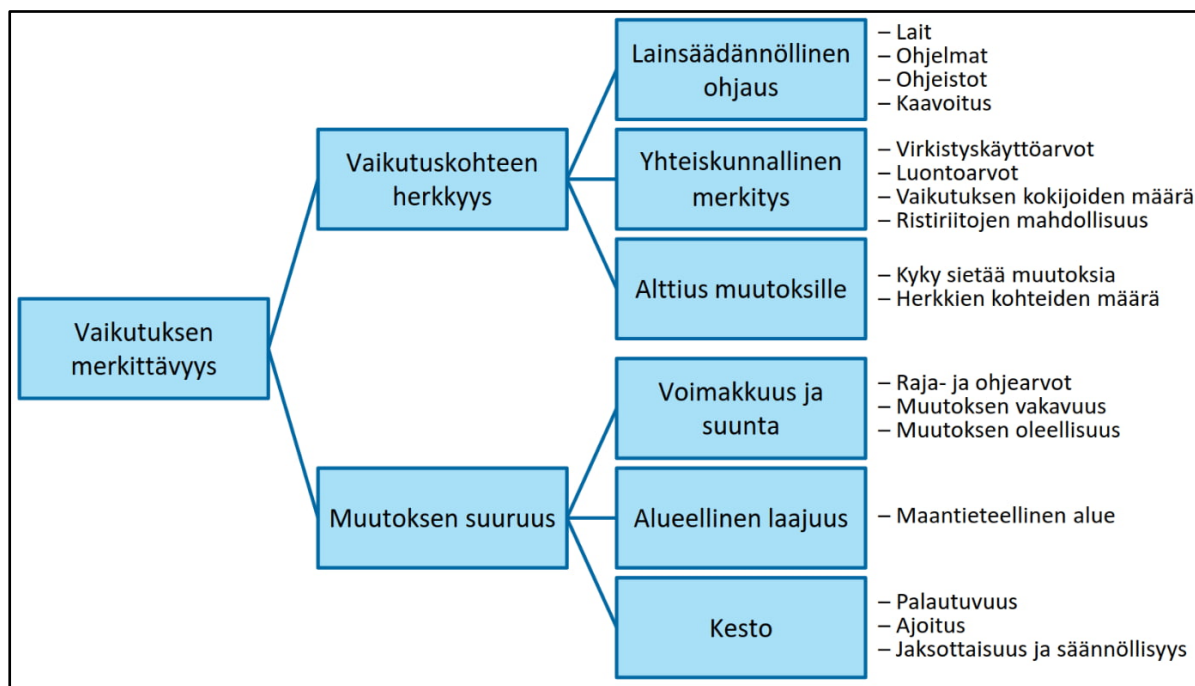 Lainsäädännöllinen
ohjaus
– Lait
– Ohjelmat
– Ohjeistot
– Kaavoitus
Vaikutuskohteen
herkkyys
Yhteiskunnallinen
merkitys
– Virkistyskäyttöarvot
– Luontoarvot
– Vaikutuksen kokijoiden määrä
– Ristiriitojen mahdollisuus
Alttius muutoksille
– Kyky sietää muutoksia
– Herkkien kohteiden määrä
Vaikutuksen
merkittävyys
Voimakkuus ja
suunta
– Raja- ja ohjearvot
– Muutoksen vakavuus
– Muutoksen oleellisuus
Muutoksen suuruus
Alueellinen laajuus
– Maantieteellinen alue
Kesto
– Palautuvuus
– Ajoitus
– Jaksottaisuus ja säännöllisyys